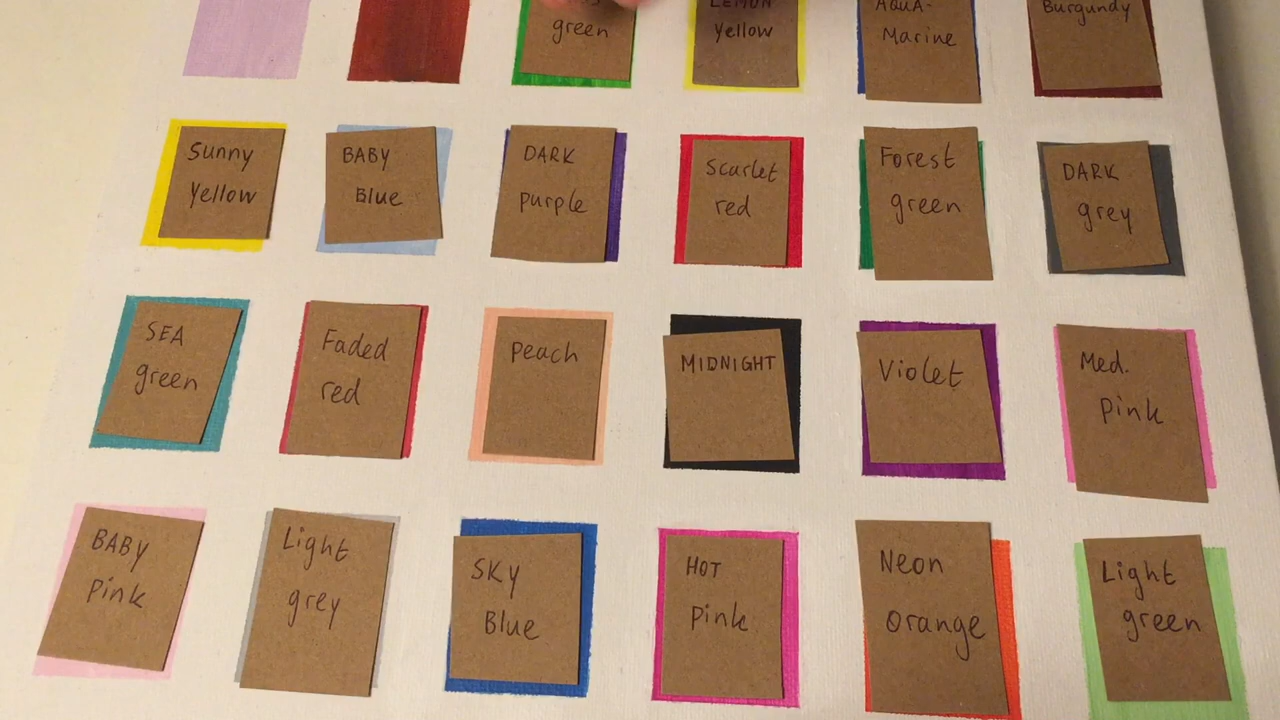 green
LEMON
Yellow
AQUA-
Marine
Burgundy
Sunny
Yellow
BABY
Blue
DARK
purple
Scarlet
red
Forest
green
DARK
grey
SEA
green
Faded
red
Peach
MIDNIGHT
Violet
Med.
Pink
BABY
Pink
Light
grey
SKY
Blue
HOT
Pink
Neon
Orange
Light
green